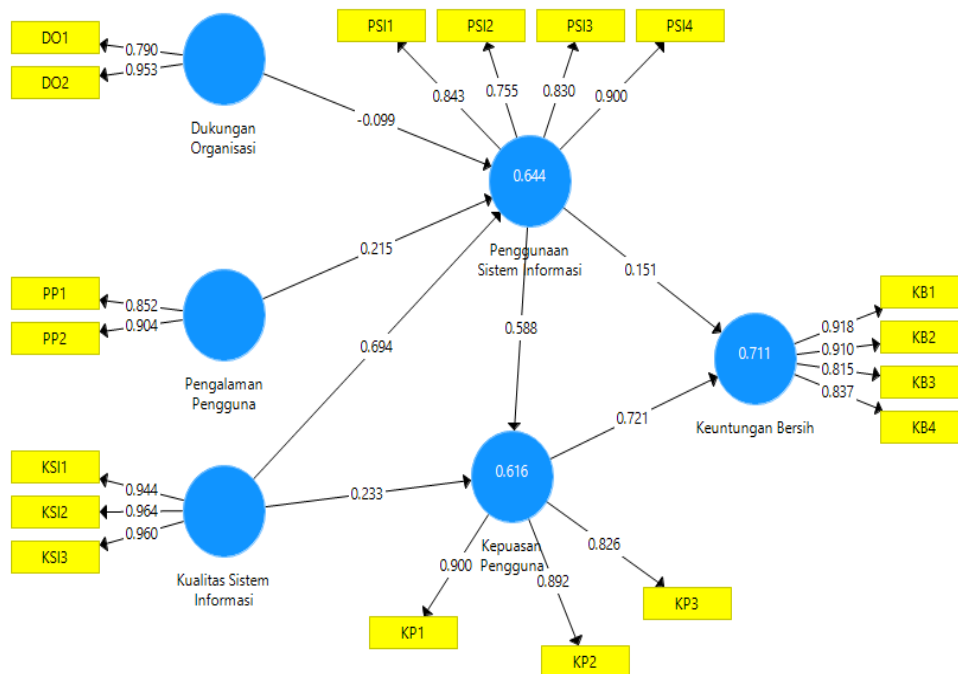 DO1
0.790
DO2
0.953
Dukungan
Organisasi
-0.099
PSI1
PSI2
PSI3
PSI4
0.843
0.755
0.830
0.900
0.644
Penggunaan
Sistem Informasi
PP1
0.852
PP2
0.904
Pengalaman
Pengguna
0.215
0.694
0.588
0.151
KSI1
0.944
KSI2
0.964
KSI3
0.960
Kualitas Sistem
Informasi
0.233
0.616
Kepuasan
Pengguna
0.721
0.711
Keuntungan Bersih
KB1
0.918
KB2
0.910
KB3
0.815
KB4
0.837
0.900
0.892
0.826
KP1
KP2
KP3